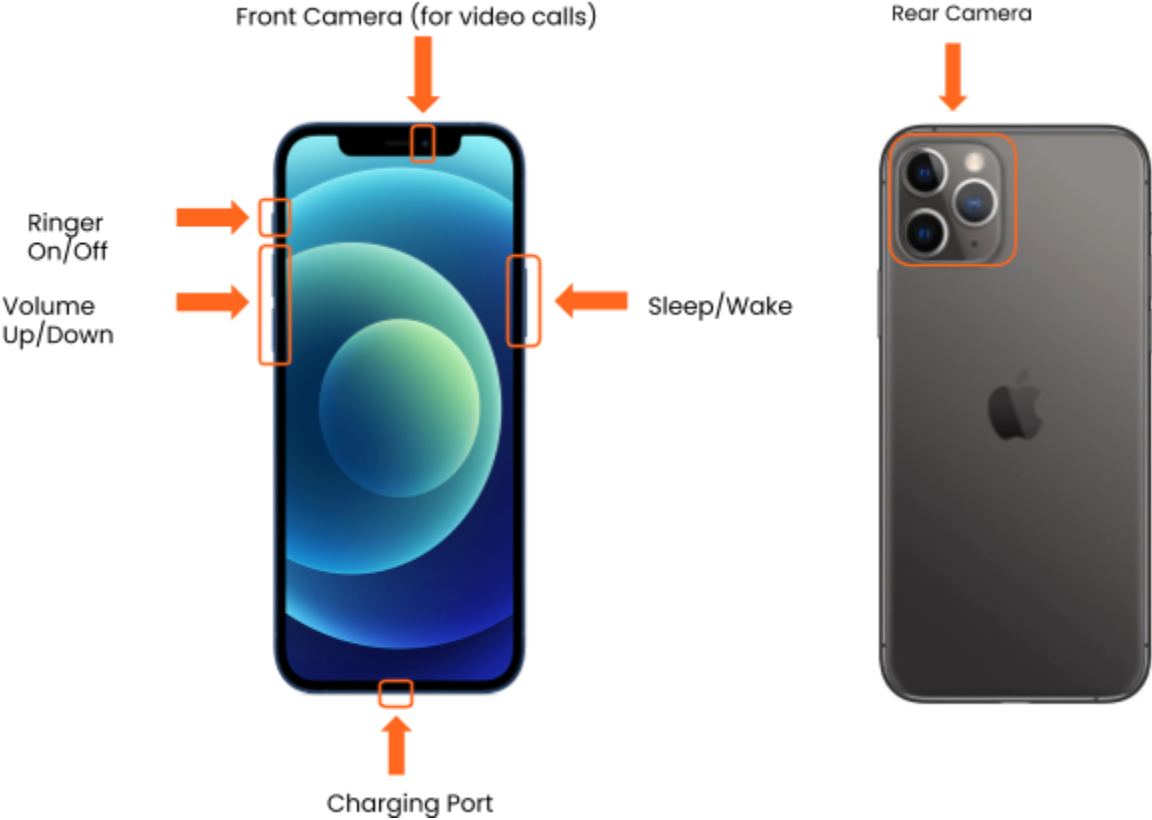 Front Camera (for video calls)
Rear Camera
Ringer
On/Off
Volume
Up/Down
Sleep/Wake
Charging Port